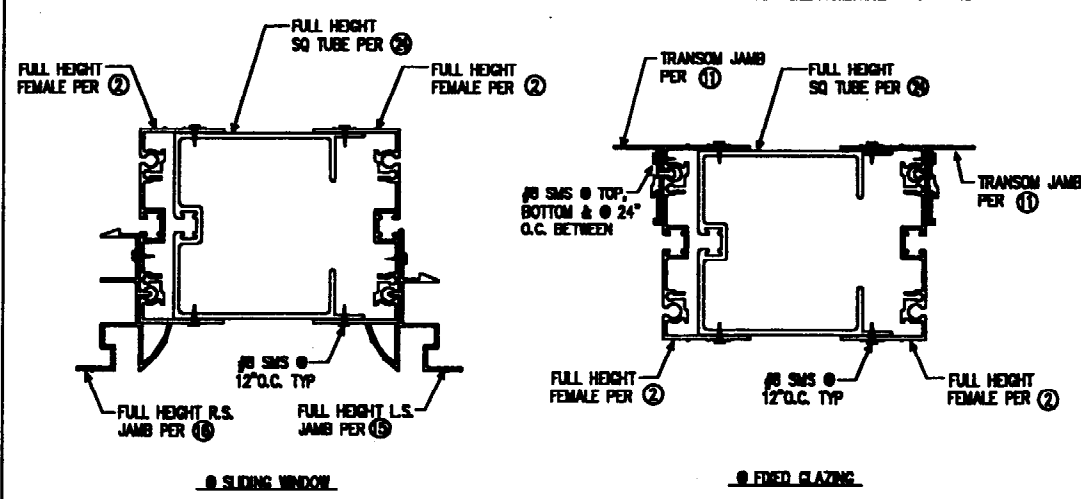 FULL HEIGHT
SQ TUBE PER 29
FULL HEIGHT
FEMALE PER 2
FULL HEIGHT
FEMALE PER 2
#8 SMS @
12"O.C. TYP
FULL HEIGHT R.S.
JAMB PER 16
FULL HEIGHT L.S.
JAMB PER 15
@ SLIDING WINDOW
TRANSOM JAMB
PER 11
FULL HEIGHT
SQ TUBE PER 29
#8 SMS @ TOP,
BOTTOM & @ 24"
O.C. BETWEEN
TRANSOM JAMB
PER 11
FULL HEIGHT
FEMALE PER 2
#8 SMS @
12"O.C. TYP
FULL HEIGHT
FEMALE PER 2
@ FIXED GLAZING